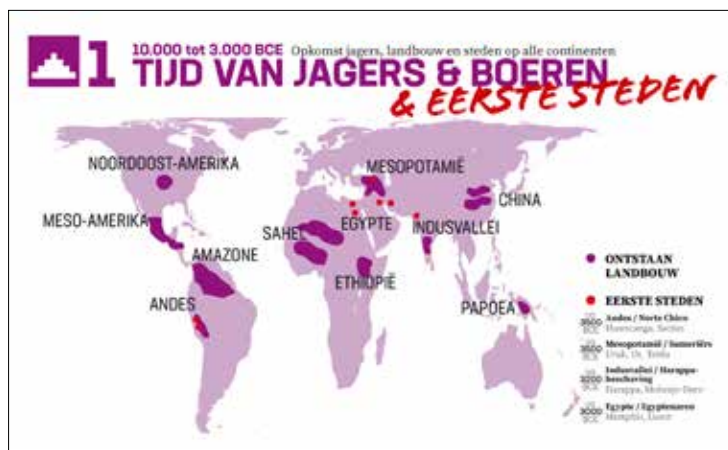 1
10.000 tot 3.000 BCE Opkomst jagers, landbouw en steden op alle continenten
TIJD VAN JAGERS & BOEREN
& EERSTE STEDEN
NOORDOOST-AMERIKA
MESOPOTAMIË
CHINA
MESO-AMERIKA
EGYPTE
INDUSVALLEI
SAHEL
AMAZONE
ETHIOPIË
ANDES
PAPOEA
ONTSTAAN
LANDBOUW
EERSTE STEDEN
3500 BCE Andes / Norte Chico
3500 BCE Mesopotamië / Sumeriërs
Uruk, Ur,
3200 BCE Indusvallei / Harappa-
beschaving
Harappa, Mohenjo-Daro
3000 BCE Egypte / Egyptenaren
Memphis,